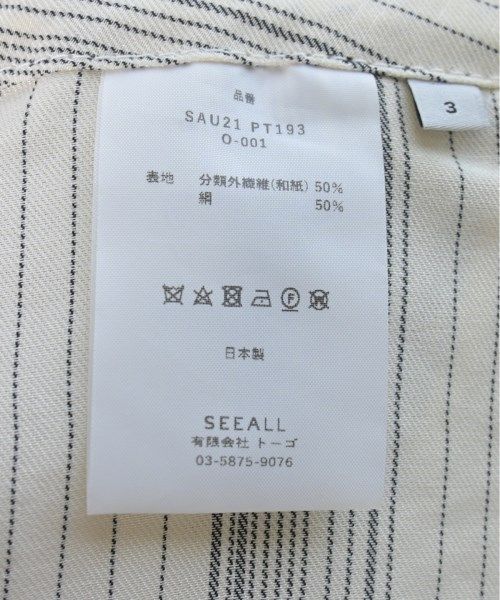 品番
SAU21 PT193
O-001
3
表地 分類外繊維(和紙) 50%
絹 50%
F
W
日本製
SEEALL
有限会社 トーゴ
03-5875-9076